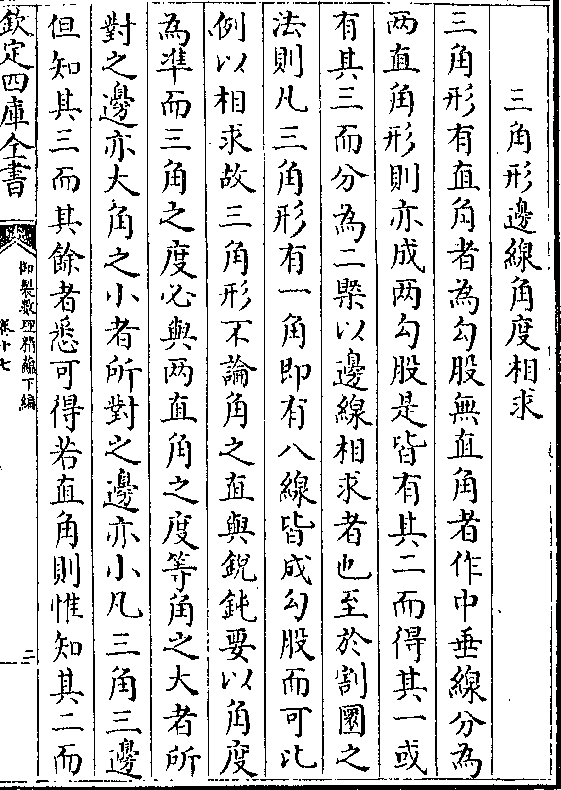 三角形邊線角度相求
三角形有直角者為勾股無直角者作中垂線分為
两直角形則亦成两勾股是皆有其二而得其一或
有其三而分為二槩以邊線相求者也至於割圜之
法則凡三角形有一角即有八線皆成勾股而可比
例以相求故三角形不論角之直與銳鈍要以角度
為準而三角之度必與两直角之度等角之大者所
對之邊亦大角之小者所對之邊亦小凡三角三邊
但知其三而其餘者悉可得若直角則惟知其二而
欽定四庫全書
御製數理精蘊下編
卷十七
二